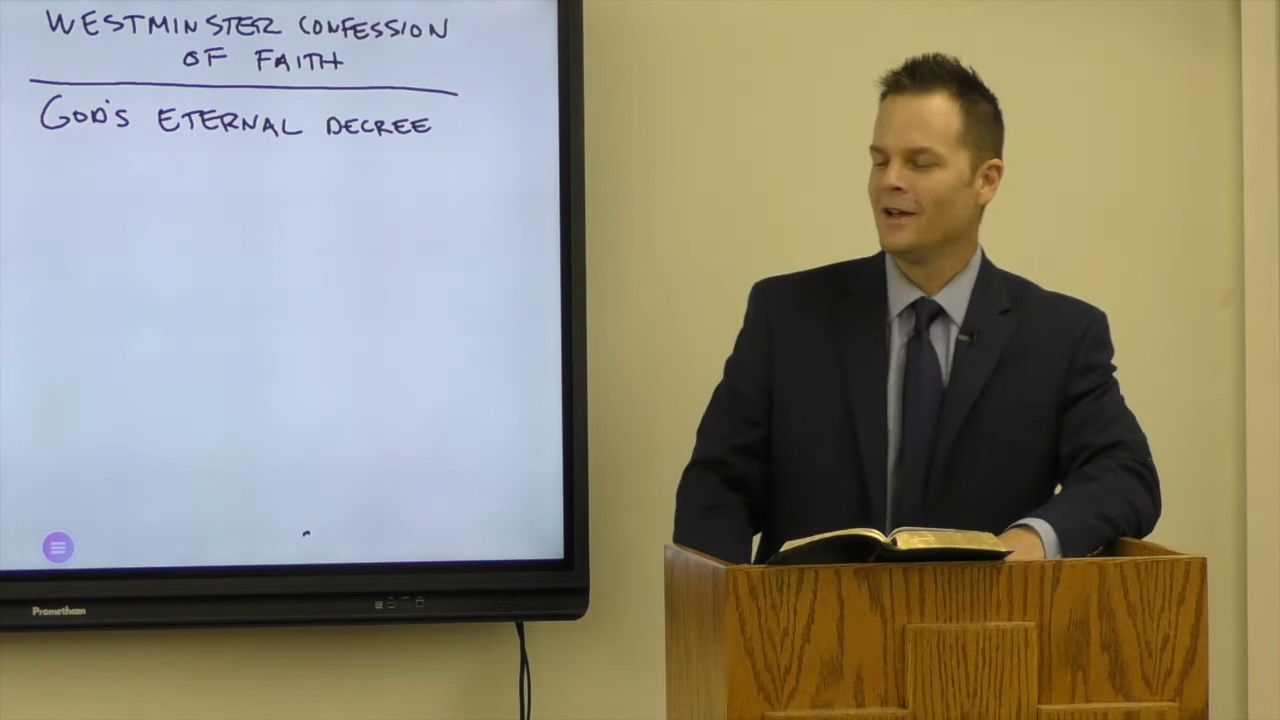 WESTMINSTER CONFESSION
OF FAITH
GOD'S ETERNAL DECREE
Promethean